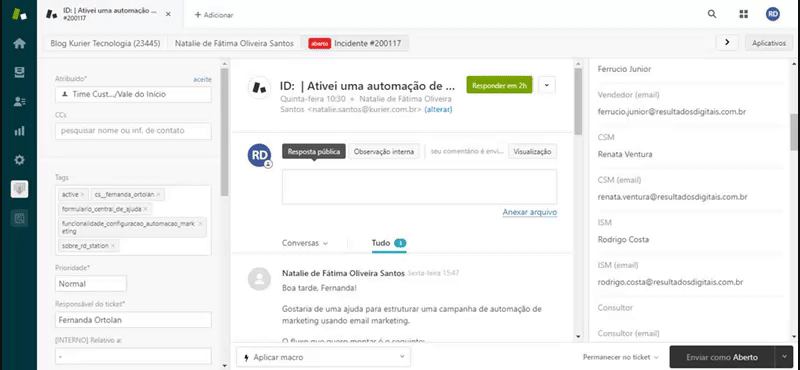 ID: | Ativei uma automação ...
#200117
+ Adicionar
RD
Blog Kurier Tecnologia (23445)
Natalie de Fátima Oliveira Santos
aberto Incidente #200117
Aplicativos
Atribuído*
aceite
Time Cust.../Vale do Início
CCs
pesquisar nome ou inf. de contato
Tags
active ×
cs_fernanda_ortolan ×
formulario_central_de_ajuda ×
funcionalidade_configuracao_automacao_mark ×
eting
sobre_rd_station ×
Prioridade*
Normal
Responsável do ticket*
Fernanda Ortolan
[INTERNO] Relativo a:
-
ID: | Ativei uma automação de ...
Responder em 2h
Quinta-feira 10:30 • Natalie de Fátima Oliveira
Santos <natalie.santos@kurier.com.br> (alterar)
RD
Resposta pública
Observação interna
seu comentário é envi...
Visualização
Anexar arquivo
Conversas
Tudo 1
Natalie de Fátima Oliveira Santos Sexta-feira 15:47
Boa tarde, Fernanda!
Gostaria de uma ajuda para estruturar uma campanha de automação de
marketing usando email marketing.
O fluxo que quero montar é o seguinte:
Aplicar macro
Ferrucio Junior
Vendedor (email)
ferrucio.junior@resultadosdigitais.com.br
CSM
Renata Ventura
CSM (email)
renata.ventura@resultadosdigitais.com.br
ISM
Rodrigo Costa
ISM (email)
rodrigo.costa@resultadosdigitais.com.br
Consultor
Consultor (email)
Permanecer no ticket
Enviar como Aberto